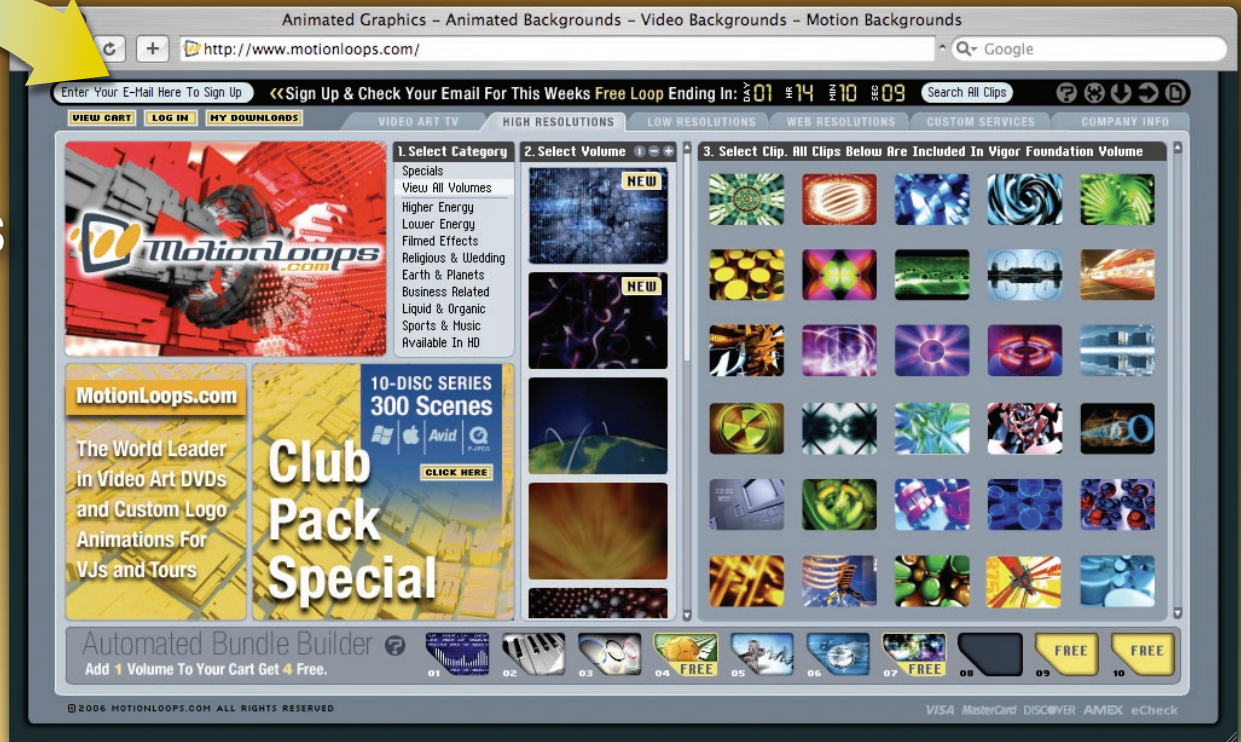 Animated Graphics – Animated Backgrounds – Video Backgrounds – Motion Backgrounds
http://www.motionloops.com/
Google
Enter Your E-Mail Here To Sign Up
<<Sign Up & Check Your Email For This Weeks Free Loop Ending In: DAY 01 HR 14 MIN 10 SEC 09
Search All Clips
VIEW CART LOG IN MY DOWNLOADS
VIDEO ART TV HIGH RESOLUTIONS LOW RESOLUTIONS WEB RESOLUTIONS CUSTOM SERVICES COMPANY INFO
S
MotionLoops
.com
1. Select Category
Specials
View All Volumes
Higher Energy
Lower Energy
Filmed Effects
Religious & Wedding
Earth & Planets
Business Related
Liquid & Organic
Sports & Music
Available In HD
2. Select Volume
NEW
NEW
3. Select Clip. All Clips Below Are Included In Vigor Foundation Volume
MotionLoops.com
The World Leader
in Video Art DVDs
and Custom Logo
Animations For
VJs and Tours
10-DISC SERIES
300 Scenes
Avid
P-JPEG
CLICK HERE
Club
Pack
Special
Automated Bundle Builder ?
Add 1 Volume To Your Cart Get 4 Free.
01 02 03 04 FREE 05 06 07 FREE 08 09 FREE 10 FREE
©2006 MOTIONLOOPS.COM ALL RIGHTS RESERVED
VISA MasterCard DISCOVER AMEX eCheck